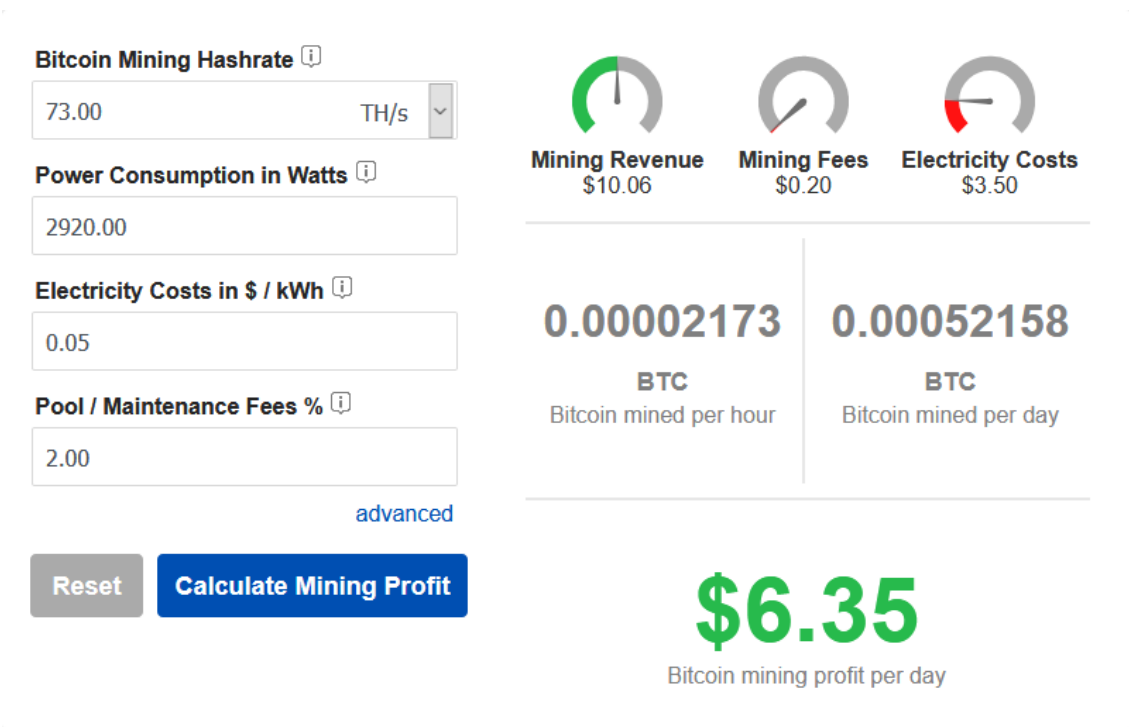 Bitcoin Mining Hashrate
73.00 TH/s
Power Consumption in Watts
2920.00
Electricity Costs in $ / kWh
0.05
Pool / Maintenance Fees %
2.00
advanced
Reset Calculate Mining Profit
Mining Revenue Mining Fees Electricity Costs
$10.06 $0.20 $3.50
0.00002173 0.00052158
BTC BTC
Bitcoin mined per hour Bitcoin mined per day
$6.35
Bitcoin mining profit per day